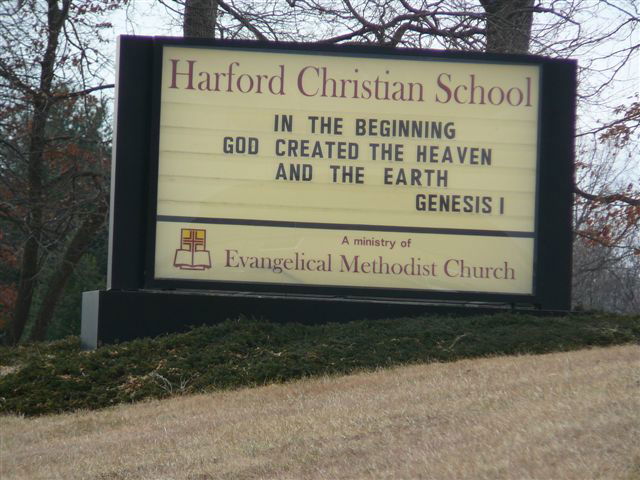 Harford Christian School
IN THE BEGINNING
GOD CREATED THE HEAVEN
AND THE EARTH
GENESIS I
A ministry of
Evangelical Methodist Church